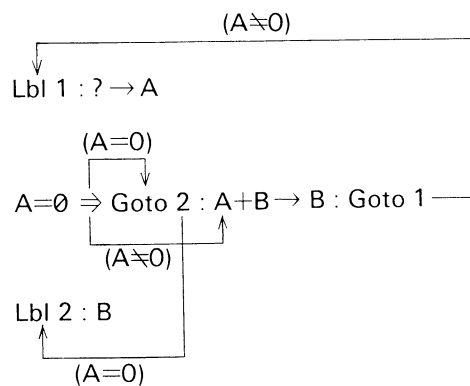 (A≠0)
Lbl 1 : ? → A
(A=0)
A=0 ⇒ Goto 2 : A+B → B : Goto 1
(A≠0)
Lbl 2 : B
(A=0)